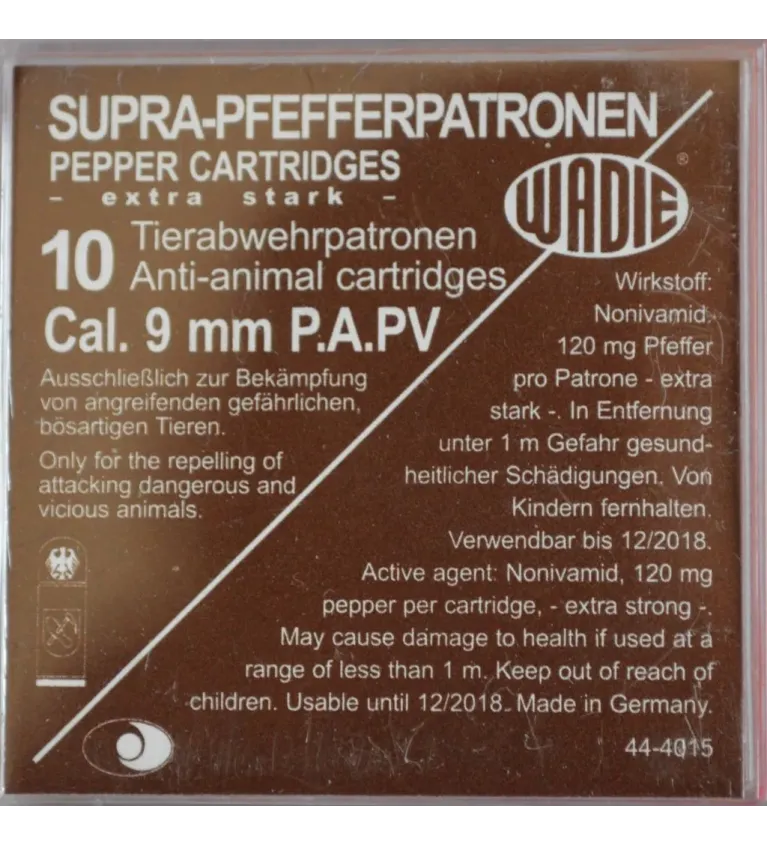 SUPRA-PFEFFERPATRONEN
PEPPER CARTRIDGES
- extra stark -
WADIE®
10 Tierabwehrpatronen
Anti-animal cartridges
Cal. 9 mm P.A.PV
Ausschließlich zur Bekämpfung
von angreifenden gefährlichen,
bösartigen Tieren.
Only for the repelling of
attacking dangerous and
vicious animals.
Wirkstoff:
Nonivamid.
120 mg Pfeffer
pro Patrone - extra
stark -. In Entfernung
unter 1 m Gefahr gesund-
heitlicher Schädigungen. Von
Kindern fernhalten.
Verwendbar bis 12/2018.
Active agent: Nonivamid, 120 mg
pepper per cartridge, - extra strong -.
May cause damage to health if used at a
range of less than 1 m. Keep out of reach of
children. Usable until 12/2018. Made in Germany.
44-4015